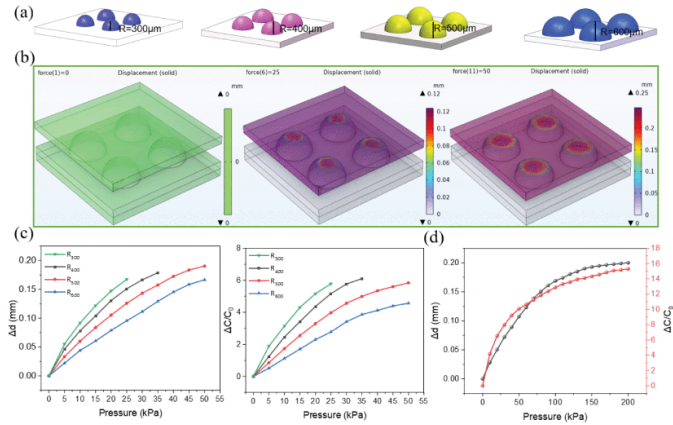 (a)
R=300μm
R=400μm
R=500μm
R=600μm
(b)
force(1)=0 Displacement (solid)
mm
▲ 0
0
▼ 0
force(6)=25 Displacement (solid)
mm
▲ 0.12
0.12
0.1
0.08
0.06
0.04
0.02
0
▼ 0
force(11)=50 Displacement (solid)
mm
▲ 0.25
0.2
0.15
0.1
0.05
0
▼ 0
(c)
R300
R400
R500
R600
0.20
0.15
0.10
0.05
0.00
Δd (mm)
0 5 10 15 20 25 30 35 40 45 50 55
Pressure (kPa)
R300
R400
R500
R600
8
6
4
2
0
ΔC/C0
0 5 10 15 20 25 30 35 40 45 50 55
Pressure (kPa)
(d)
0.20
0.15
0.10
0.05
0.00
Δd (mm)
18
16
14
12
10
8
6
4
2
0
ΔC/C0
0 50 100 150 200
Pressure (kPa)